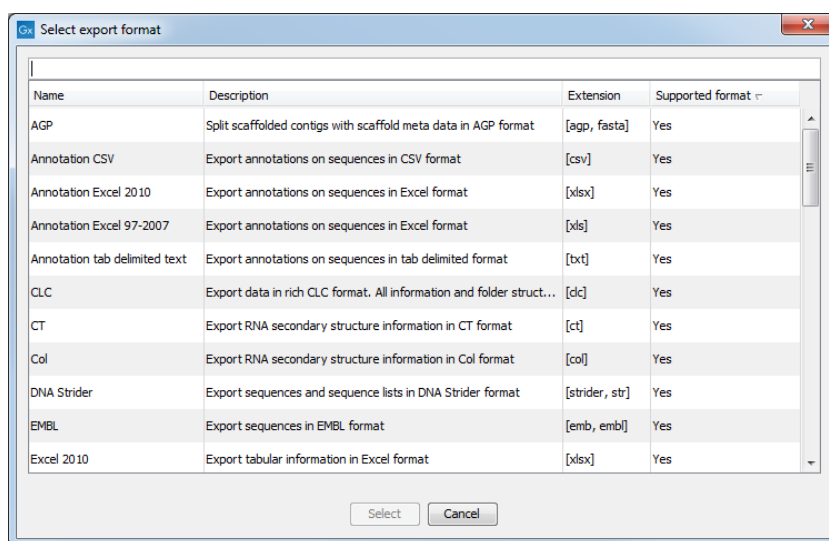 Gx Select export format
Name Description Extension Supported format
AGP Split scaffolded contigs with scaffold meta data in AGP format [agp, fasta] Yes
Annotation CSV Export annotations on sequences in CSV format [csv] Yes
Annotation Excel 2010 Export annotations on sequences in Excel format [xlsx] Yes
Annotation Excel 97-2007 Export annotations on sequences in Excel format [xls] Yes
Annotation tab delimited text Export annotations on sequences in tab delimited format [txt] Yes
CLC Export data in rich CLC format. All information and folder struct... [clc] Yes
CT Export RNA secondary structure information in CT format [ct] Yes
Col Export RNA secondary structure information in Col format [col] Yes
DNA Strider Export sequences and sequence lists in DNA Strider format [strider, str] Yes
EMBL Export sequences in EMBL format [emb, embl] Yes
Excel 2010 Export tabular information in Excel format [xlsx] Yes
Select Cancel